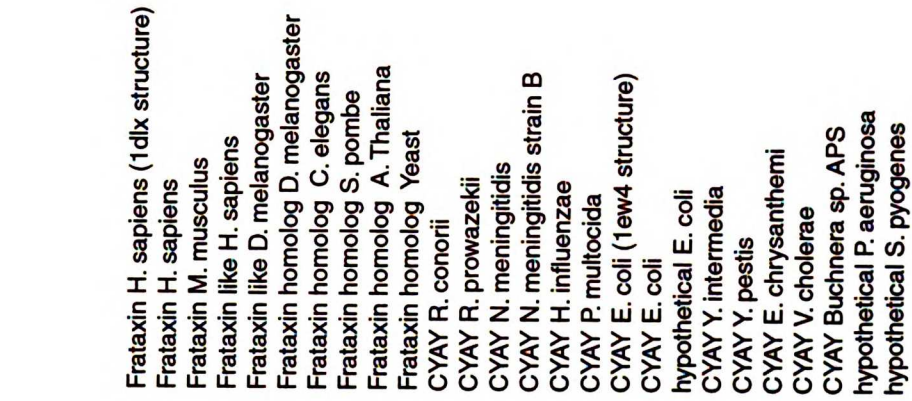 Frataxin H. sapiens (1dlx structure)
Frataxin H. sapiens
Frataxin M. musculus
Frataxin like H. sapiens
Frataxin like D. melanogaster
Frataxin homolog D. melanogaster
Frataxin homolog C. elegans
Frataxin homolog S. pombe
Frataxin homolog A. Thaliana
Frataxin homolog Yeast
CYAY R. conorii
CYAY R. prowazekii
CYAY N. meningitidis
CYAY N. meningitidis strain B
CYAY H. influenzae
CYAY P. multocida
CYAY E. coli (1ew4 structure)
CYAY E. coli
hypothetical E. coli
CYAY Y. intermedia
CYAY Y. pestis
CYAY E. chrysanthemi
CYAY V. cholerae
CYAY Buchnera sp. APS
hypothetical P. aeruginosa
hypothetical S. pyogenes